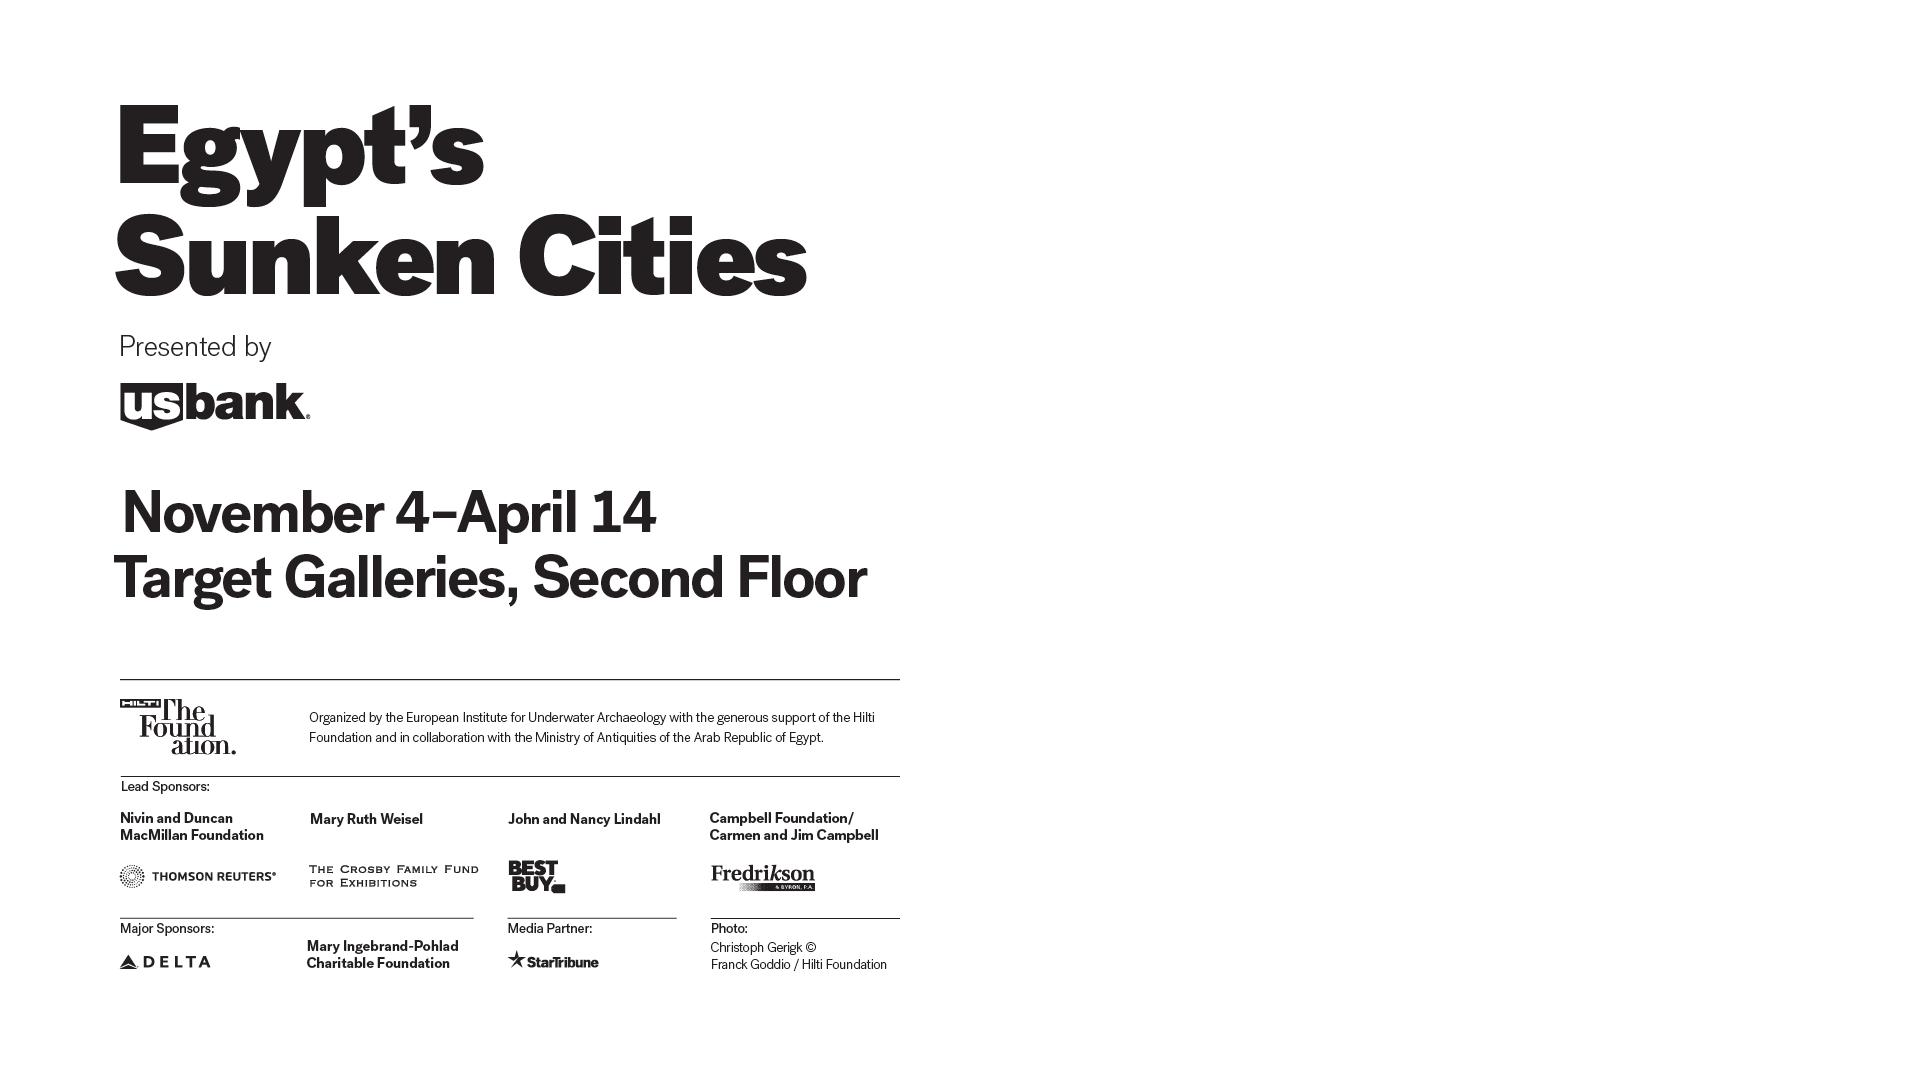 Egypt’s
Sunken Cities
Presented by
usbank®
November 4–April 14
Target Galleries, Second Floor
HILTI The
Found
ation.
Organized by the European Institute for Underwater Archaeology with the generous support of the Hilti
Foundation and in collaboration with the Ministry of Antiquities of the Arab Republic of Egypt.
Lead Sponsors:
Nivin and Duncan
MacMillan Foundation
Mary Ruth Weisel
John and Nancy Lindahl
Campbell Foundation/
Carmen and Jim Campbell
THOMSON REUTERS®
The Crosby Family Fund
for Exhibitions
BEST
BUY
Fredrikson
& BYRON, P.A.
Major Sponsors:
DELTA
Mary Ingebrand-Pohlad
Charitable Foundation
Media Partner:
StarTribune
Photo:
Christoph Gerigk ©
Franck Goddio / Hilti Foundation